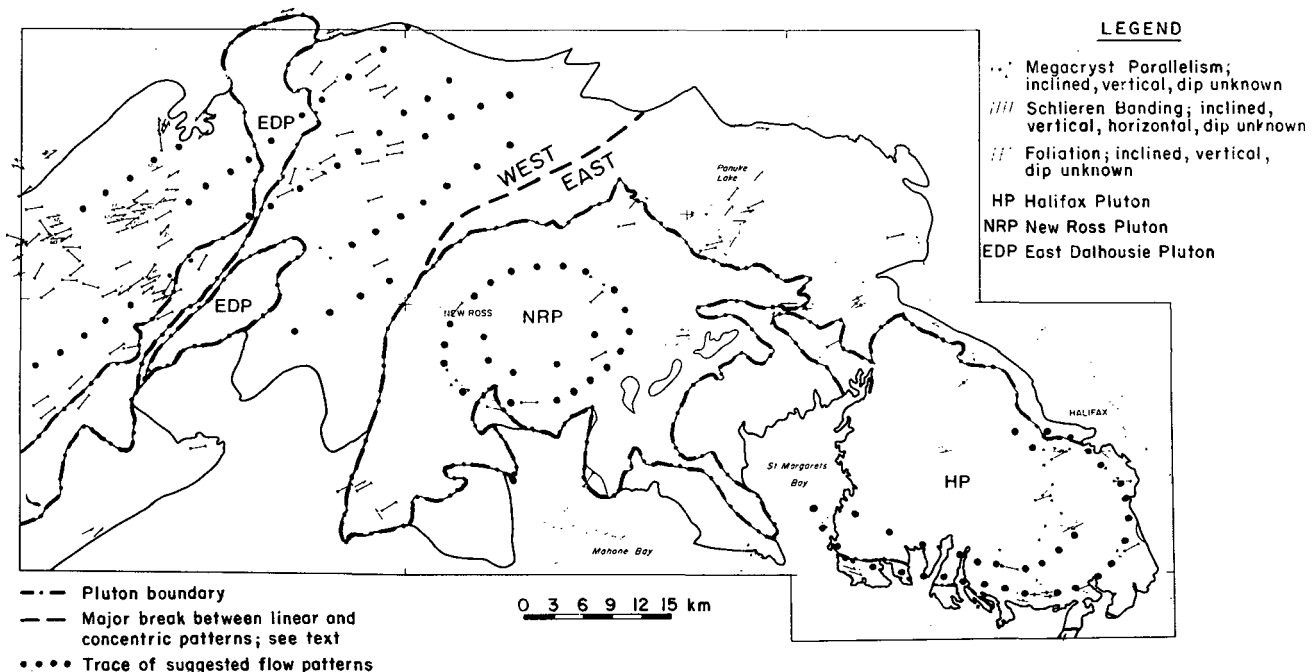 LEGEND
Megacryst Parallelism;
inclined, vertical, dip unknown
Schlieren Banding; inclined,
vertical, horizontal, dip unknown
Foliation; inclined, vertical,
dip unknown
HP Halifax Pluton
NRP New Ross Pluton
EDP East Dalhousie Pluton
EDP
WEST
EAST
Panuke
Lake
EDP
NEW ROSS
NRP
HALIFAX
St Margarets
Bay
HP
Mahone Bay
Pluton boundary
Major break between linear and
concentric patterns; see text
Trace of suggested flow patterns
0 3 6 9 12 15 km